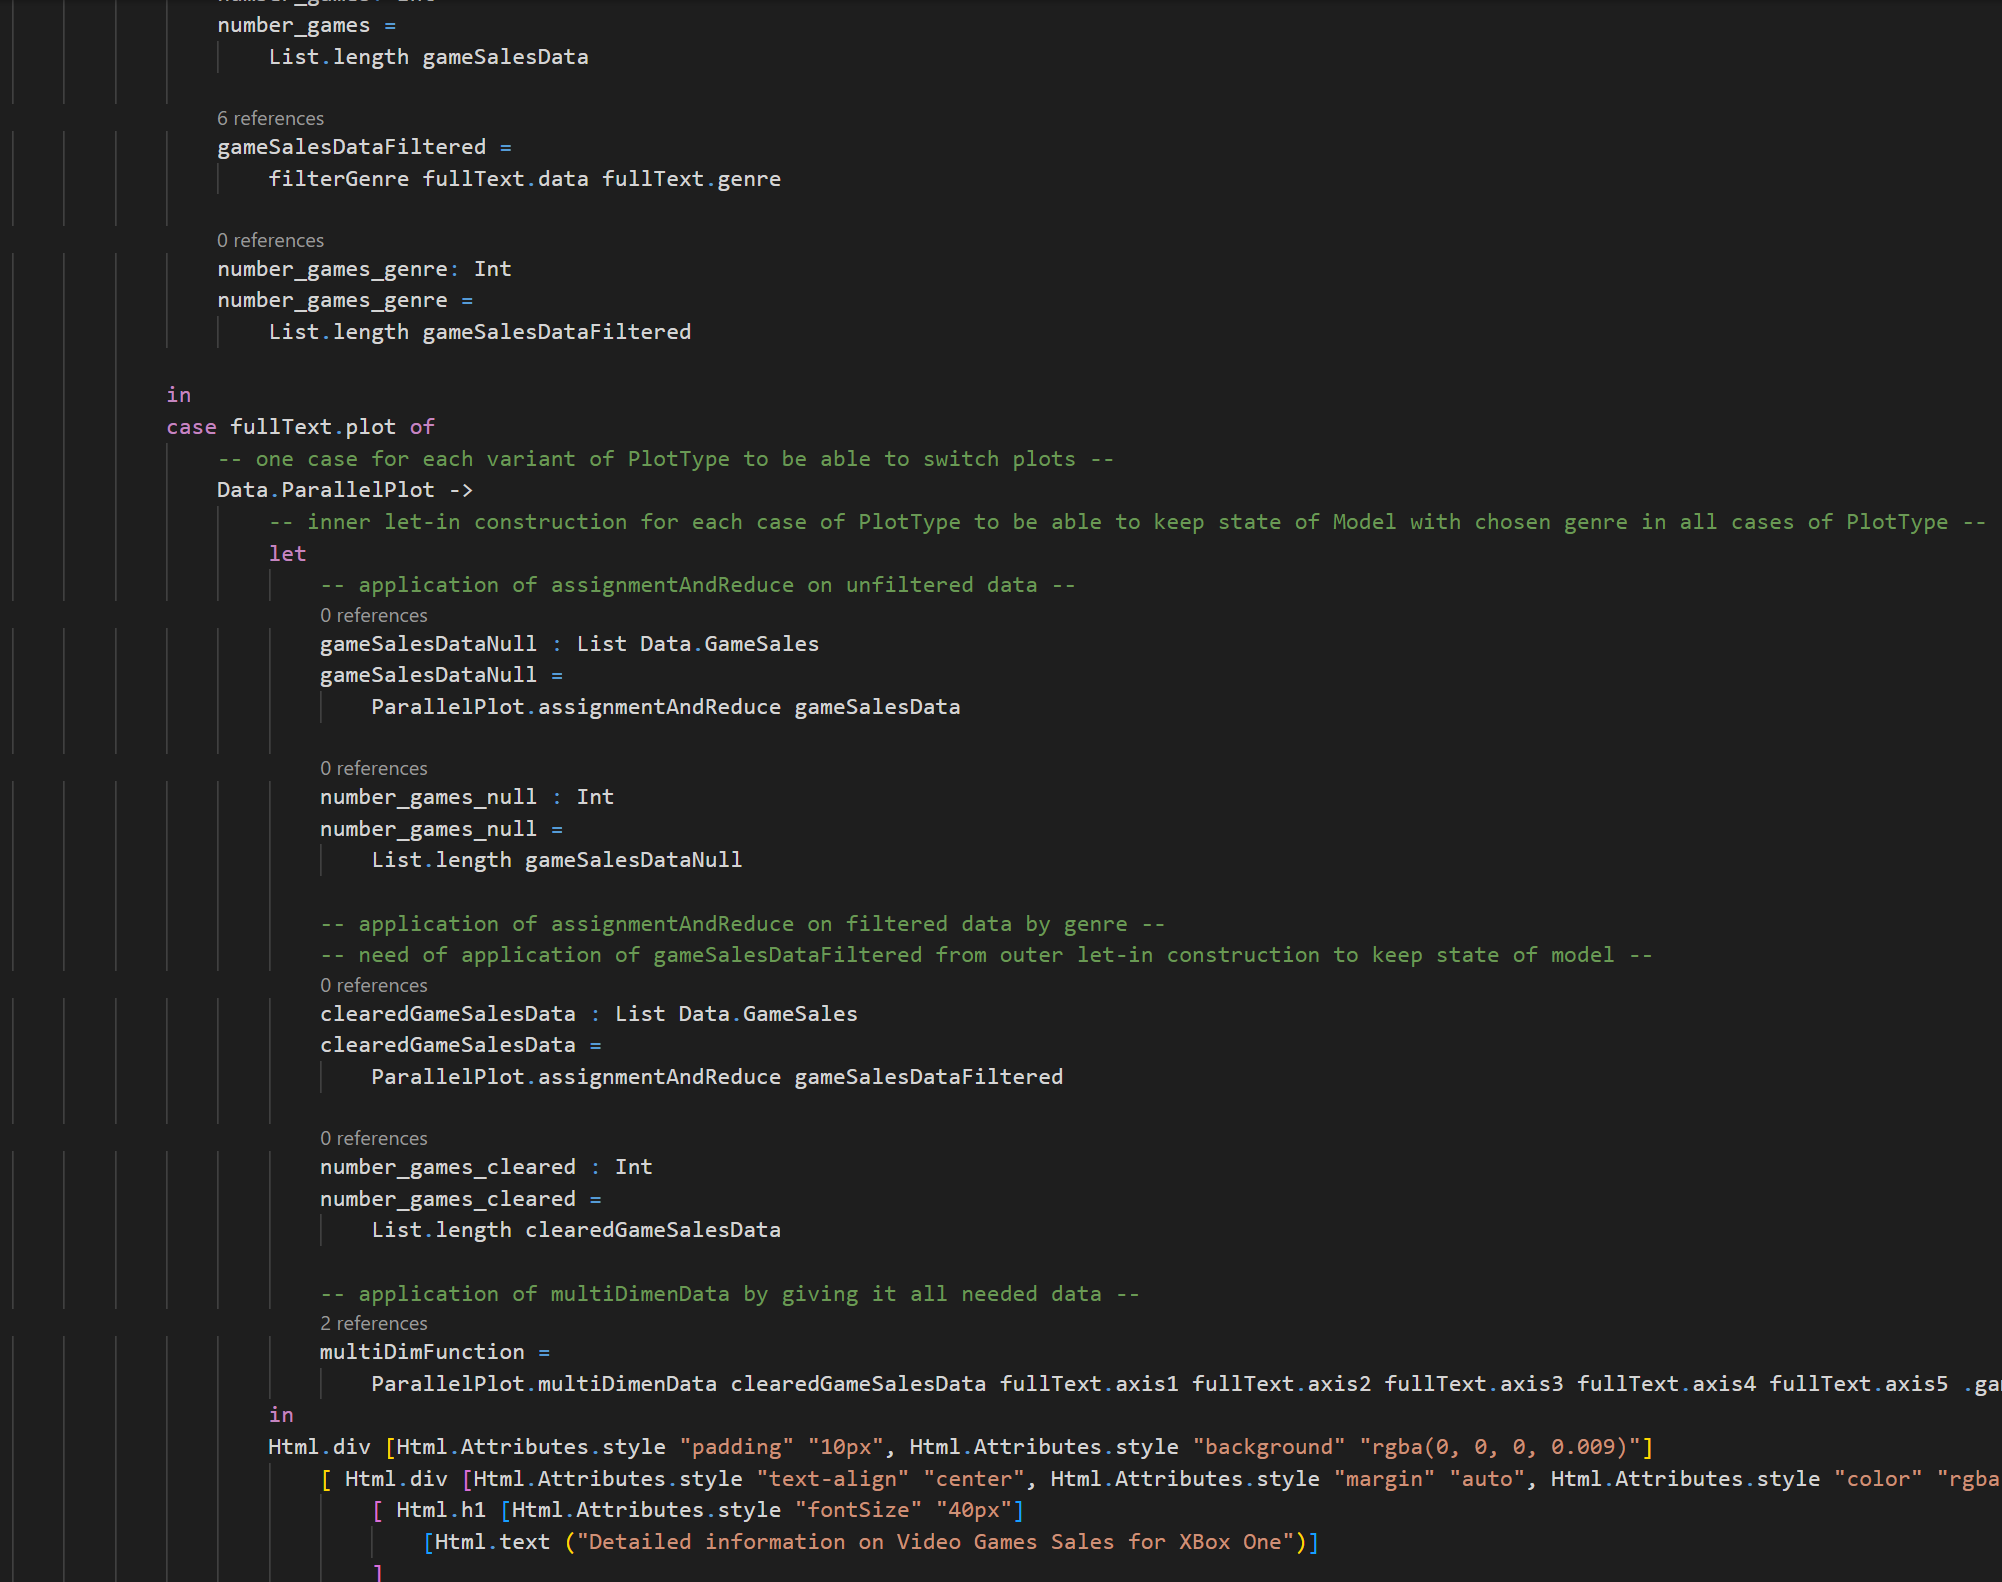 number_games =
List.length gameSalesData
6 references
gameSalesDataFiltered =
filterGenre fullText.data fullText.genre
0 references
number_games_genre: Int
number_games_genre =
List.length gameSalesDataFiltered
in
case fullText.plot of
-- one case for each variant of PlotType to be able to switch plots --
Data.ParallelPlot ->
-- inner let-in construction for each case of PlotType to be able to keep state of Model with chosen genre in all cases of PlotType --
let
-- application of assignmentAndReduce on unfiltered data --
0 references
gameSalesDataNull : List Data.GameSales
gameSalesDataNull =
ParallelPlot.assignmentAndReduce gameSalesData
0 references
number_games_null : Int
number_games_null =
List.length gameSalesDataNull
-- application of assignmentAndReduce on filtered data by genre --
-- need of application of gameSalesDataFiltered from outer let-in construction to keep state of model --
0 references
clearedGameSalesData : List Data.GameSales
clearedGameSalesData =
ParallelPlot.assignmentAndReduce gameSalesDataFiltered
0 references
number_games_cleared : Int
number_games_cleared =
List.length clearedGameSalesData
-- application of multiDimenData by giving it all needed data --
2 references
multiDimFunction =
ParallelPlot.multiDimenData clearedGameSalesData fullText.axis1 fullText.axis2 fullText.axis3 fullText.axis4 fullText.axis5
in
Html.div [Html.Attributes.style "padding" "10px", Html.Attributes.style "background" "rgba(0, 0, 0, 0.009)"]
[ Html.div [Html.Attributes.style "text-align" "center", Html.Attributes.style "margin" "auto", Html.Attributes.style "color" "rgba
[ Html.h1 [Html.Attributes.style "fontSize" "40px"]
[Html.text ("Detailed information on Video Games Sales for XBox One")]
]